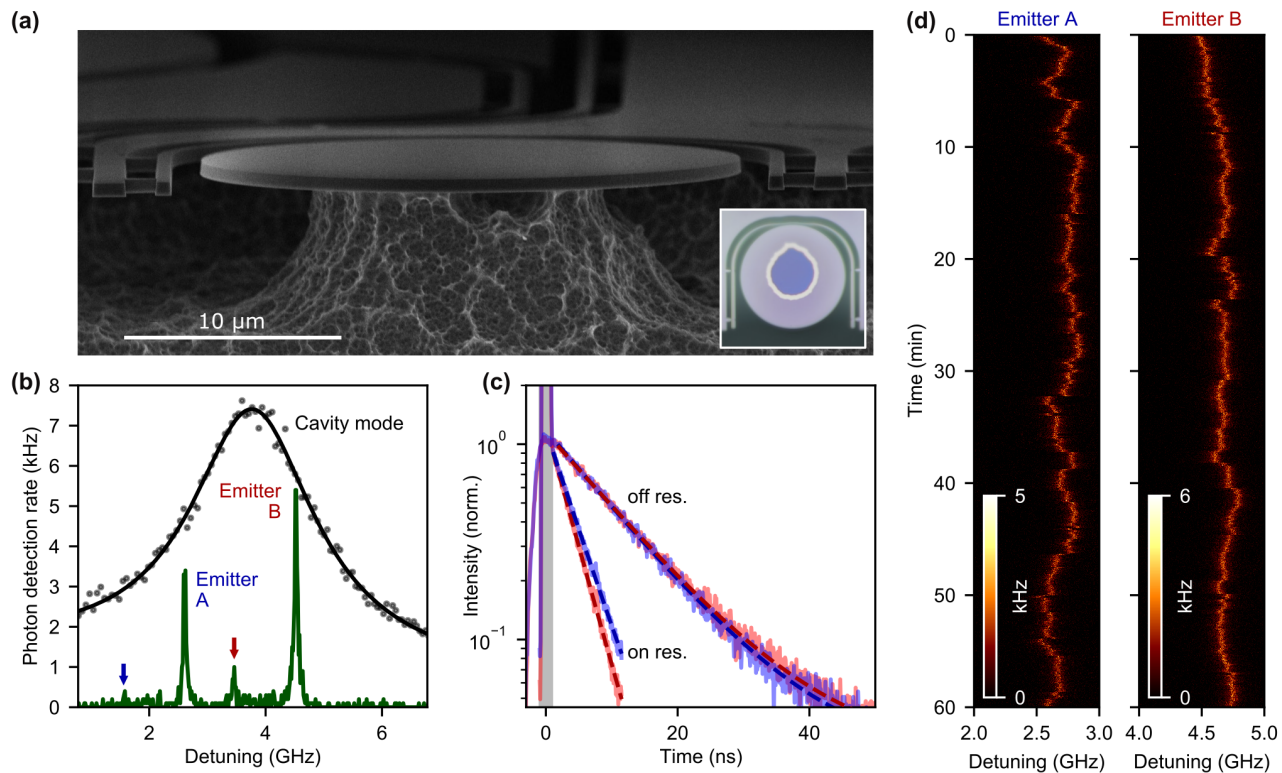 (a)
10 µm
(b)
Photon detection rate (kHz)
8
7
6
5
4
3
2
1
0
Cavity mode
Emitter
B
Emitter
A
2
4
6
Detuning (GHz)
(c)
Intensity (norm.)
10⁰
10⁻¹
off res.
on res.
0
20
40
Time (ns)
(d)
Emitter A
Emitter B
Time (min)
0
10
20
30
40
50
60
5
kHz
0
6
kHz
0
2.0
2.5
3.0
4.0
4.5
5.0
Detuning (GHz)
Detuning (GHz)